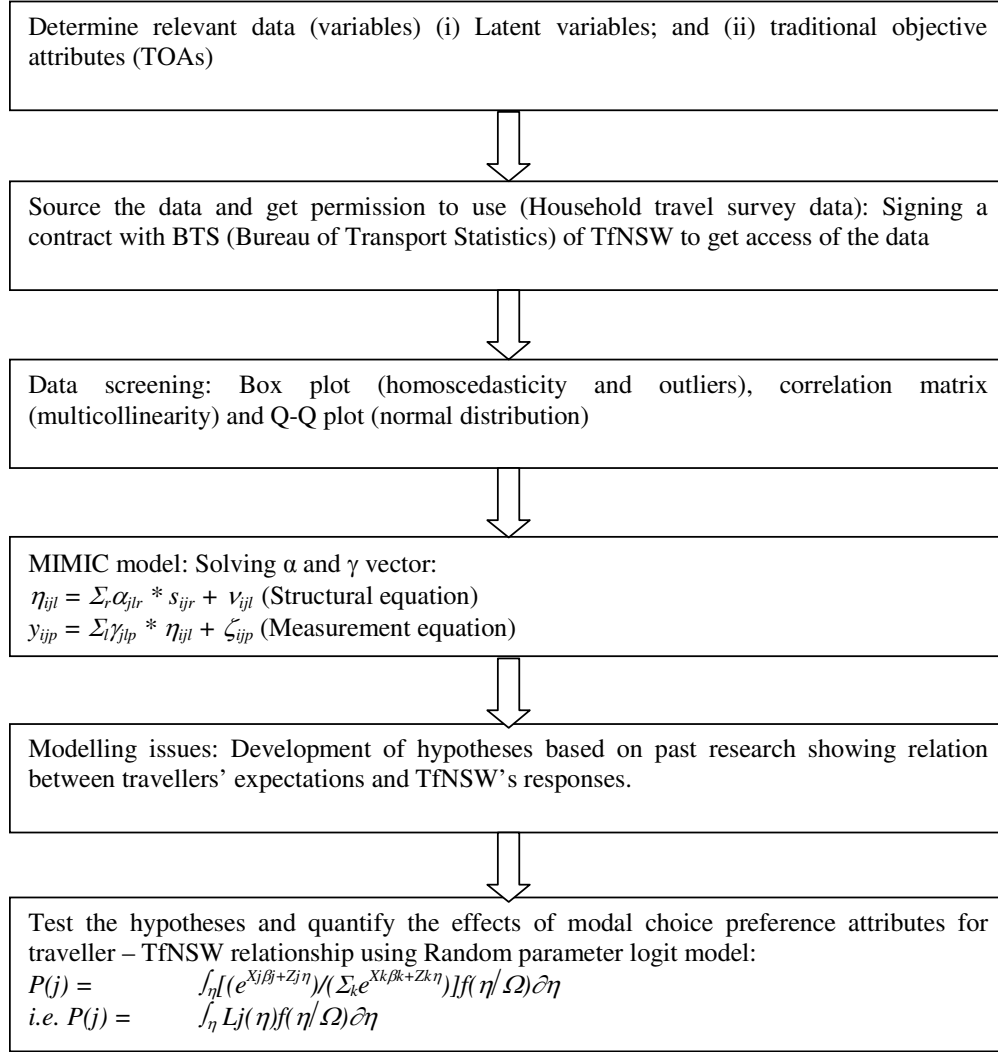 Determine relevant data (variables) (i) Latent variables; and (ii) traditional objective
attributes (TOAs)
Source the data and get permission to use (Household travel survey data): Signing a
contract with BTS (Bureau of Transport Statistics) of TfNSW to get access of the data
Data screening: Box plot (homoscedasticity and outliers), correlation matrix
(multicollinearity) and Q-Q plot (normal distribution)
MIMIC model: Solving α and γ vector:
ηijl = Σrαjlr * sijr + νijl (Structural equation)
yijp = Σlγjlp * ηijl + ζijp (Measurement equation)
Modelling issues: Development of hypotheses based on past research showing relation
between travellers’ expectations and TfNSW’s responses.
Test the hypotheses and quantify the effects of modal choice preference attributes for
traveller – TfNSW relationship using Random parameter logit model:
P(j) = ∫η[(e^Xjβj+Zjη)/(Σke^Xkβk+Zkη)]f(η/Ω)∂η
i.e. P(j) = ∫η Lj(η)f(η/Ω)∂η